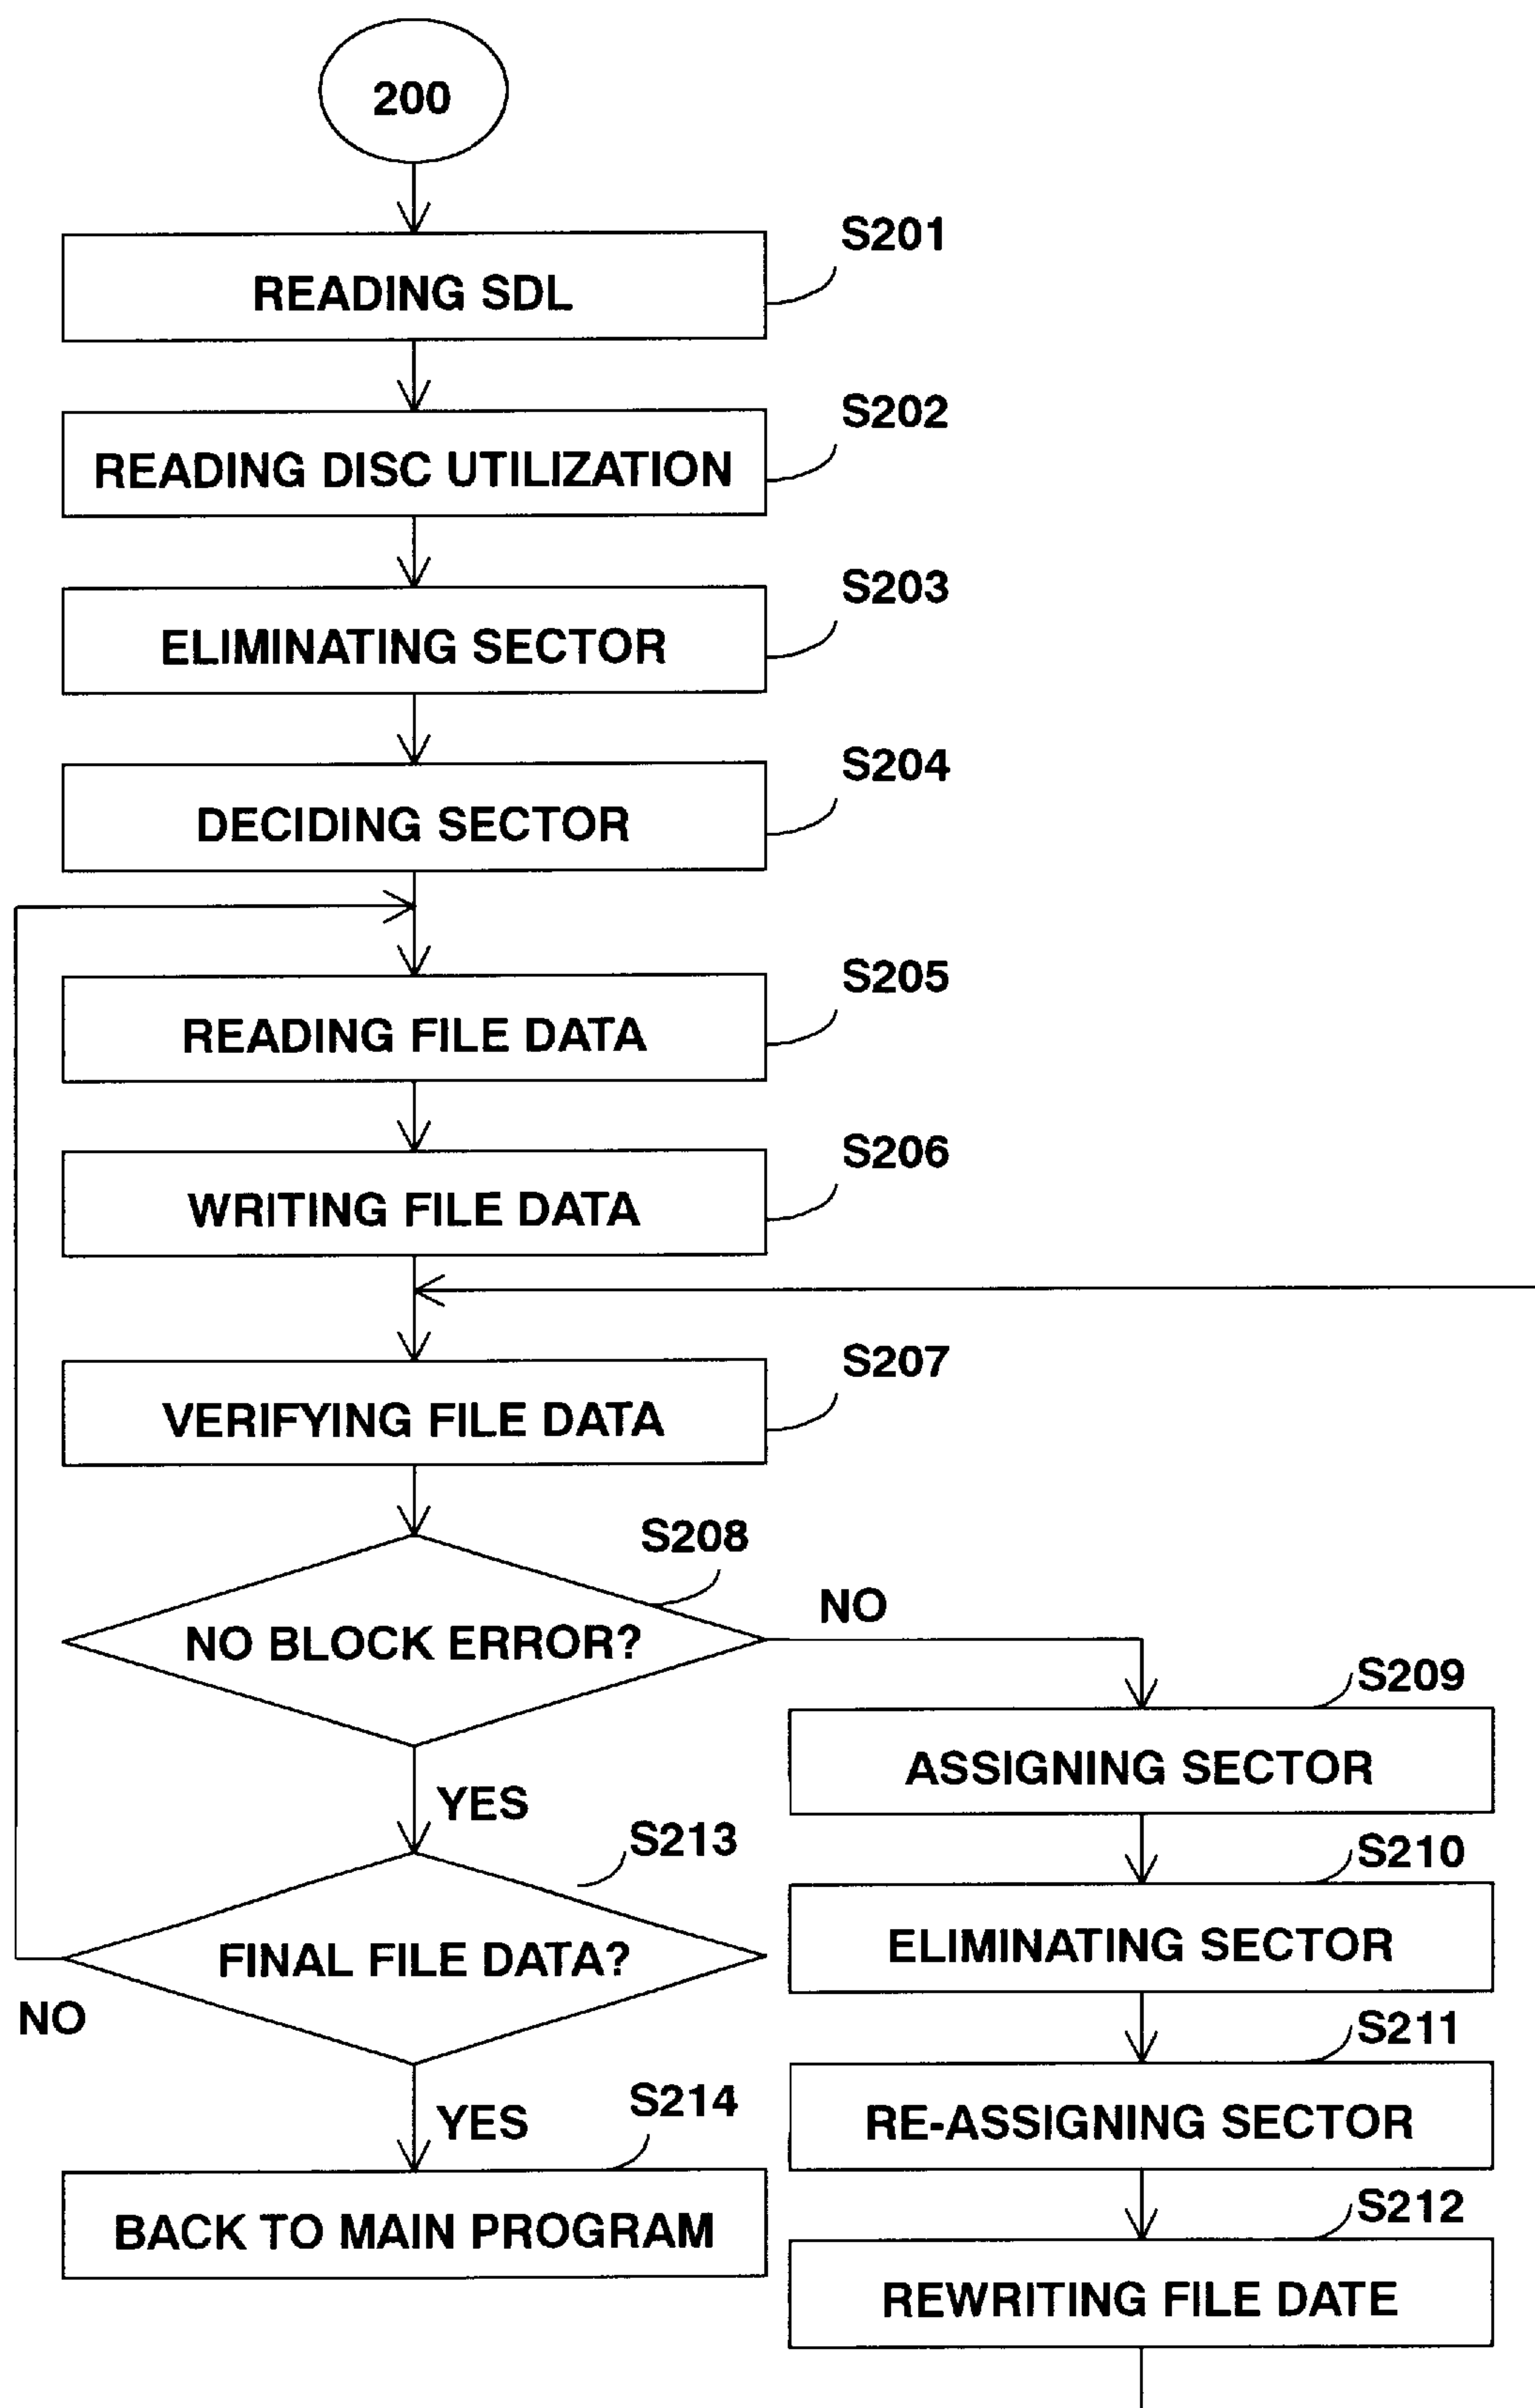 200
S201
READING SDL
S202
READING DISC UTILIZATION
S203
ELIMINATING SECTOR
S204
DECIDING SECTOR
S205
READING FILE DATA
S206
WRITING FILE DATA
S207
VERIFYING FILE DATA
S208
NO BLOCK ERROR?
NO
S209
ASSIGNING SECTOR
YES
S213
S210
FINAL FILE DATA?
ELIMINATING SECTOR
NO
S211
RE-ASSIGNING SECTOR
YES
S214
S212
BACK TO MAIN PROGRAM
REWRITING FILE DATE